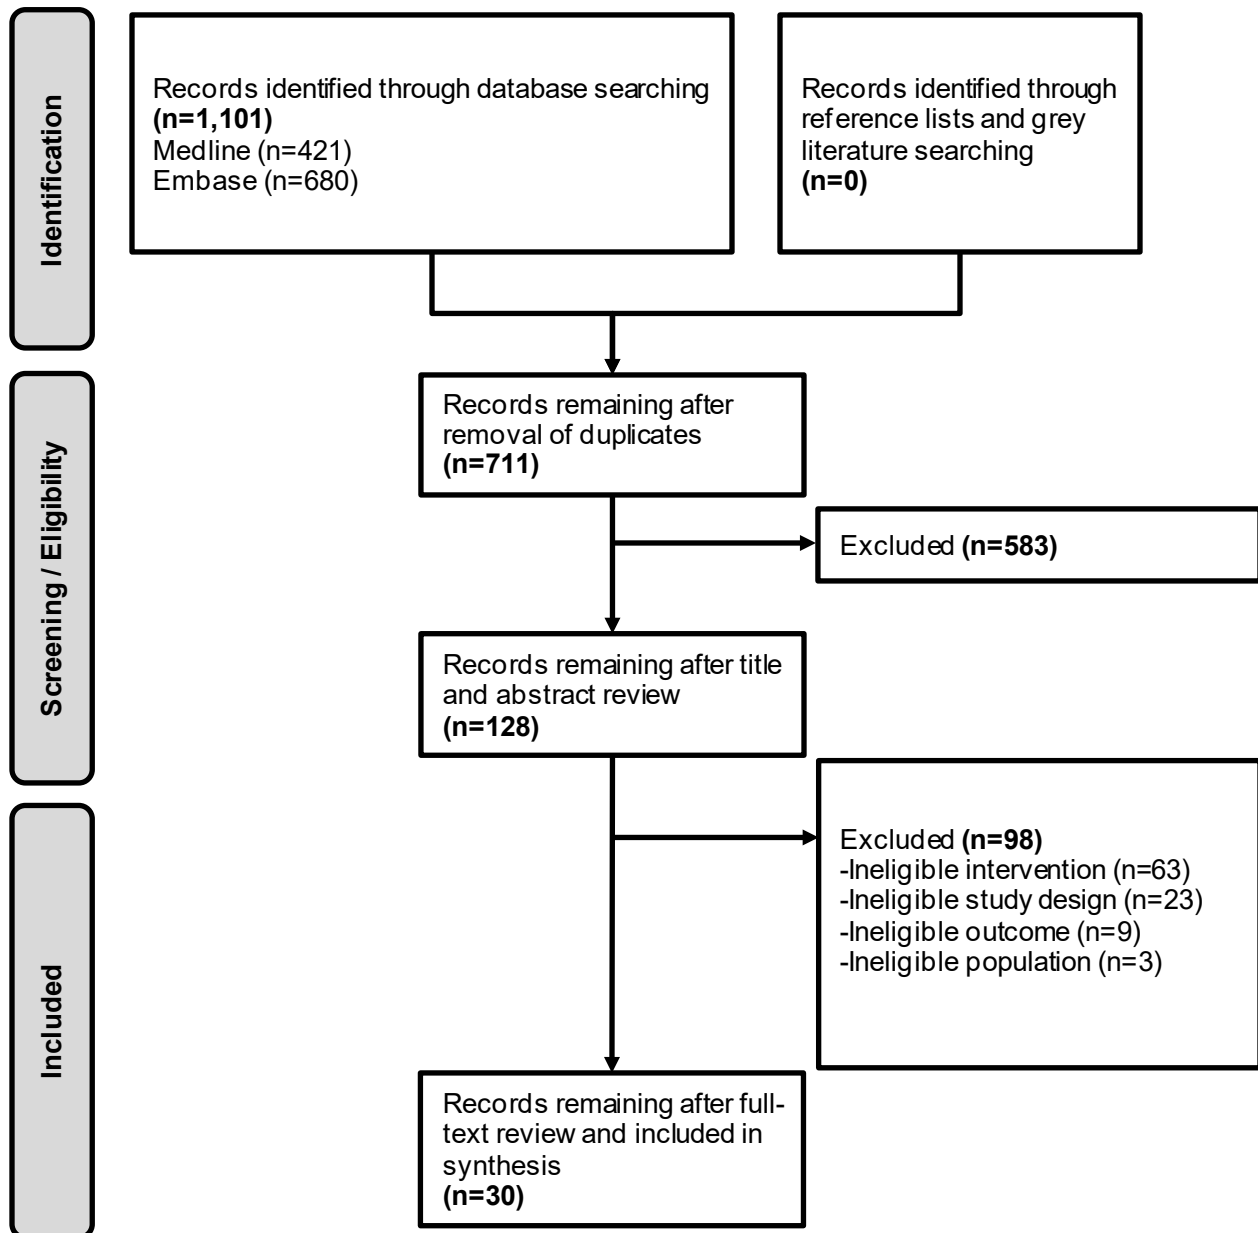 Identification
Records identified through database searching
(n=1,101)
Medline (n=421)
Embase (n=680)
Records identified through
reference lists and grey
literature searching
(n=0)
Screening / Eligibility
Records remaining after
removal of duplicates
(n=711)
Excluded (n=583)
Records remaining after title
and abstract review
(n=128)
Included
Excluded (n=98)
-Ineligible intervention (n=63)
-Ineligible study design (n=23)
-Ineligible outcome (n=9)
-Ineligible population (n=3)
Records remaining after full-
text review and included in
synthesis
(n=30)